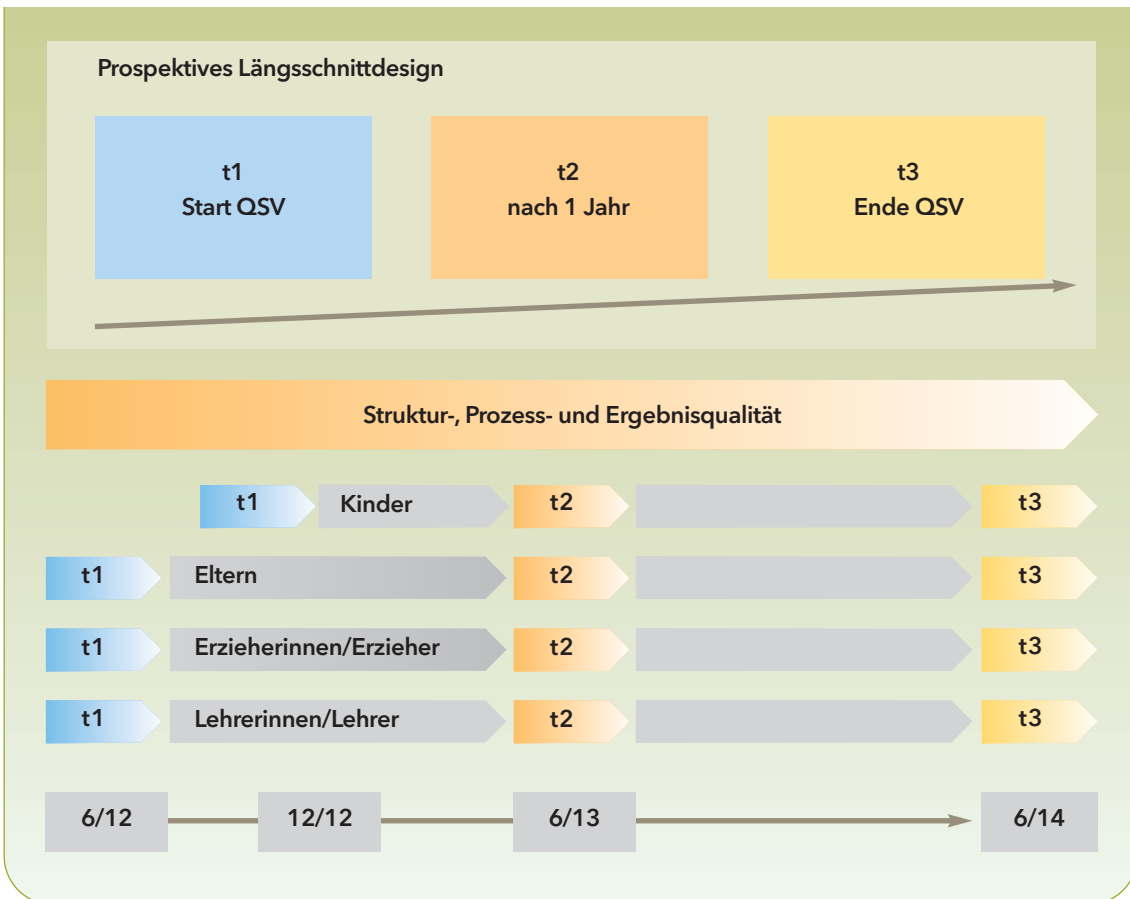 Prospektives Längsschnittdesign
t1
Start QSV
t2
nach 1 Jahr
t3
Ende QSV
Struktur-, Prozess- und Ergebnisqualität
t1 Kinder t2 t3
t1 Eltern t2 t3
t1 Erzieherinnen/Erzieher t2 t3
t1 Lehrerinnen/Lehrer t2 t3
6/12 12/12 6/13 6/14